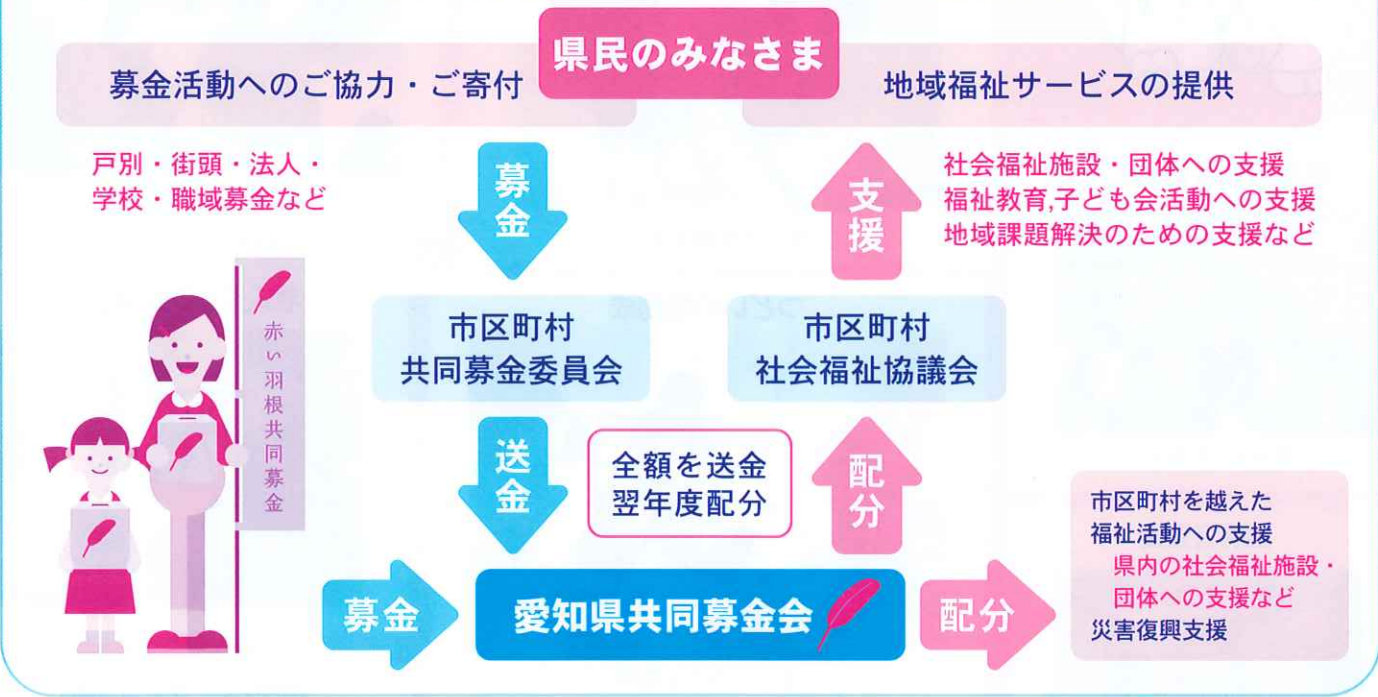 県民のみなさま
募金活動へのご協力・ご寄付
地域福祉サービスの提供
戸別・街頭・法人・
学校・職域募金など
募金
支援
社会福祉施設・団体への支援
福祉教育,子ども会活動への支援
地域課題解決のための支援など
赤い羽根共同募金
市区町村
共同募金委員会
市区町村
社会福祉協議会
送金
全額を送金
翌年度配分
配分
募金
愛知県共同募金会
配分
市区町村を越えた
福祉活動への支援
県内の社会福祉施設・
団体への支援など
災害復興支援